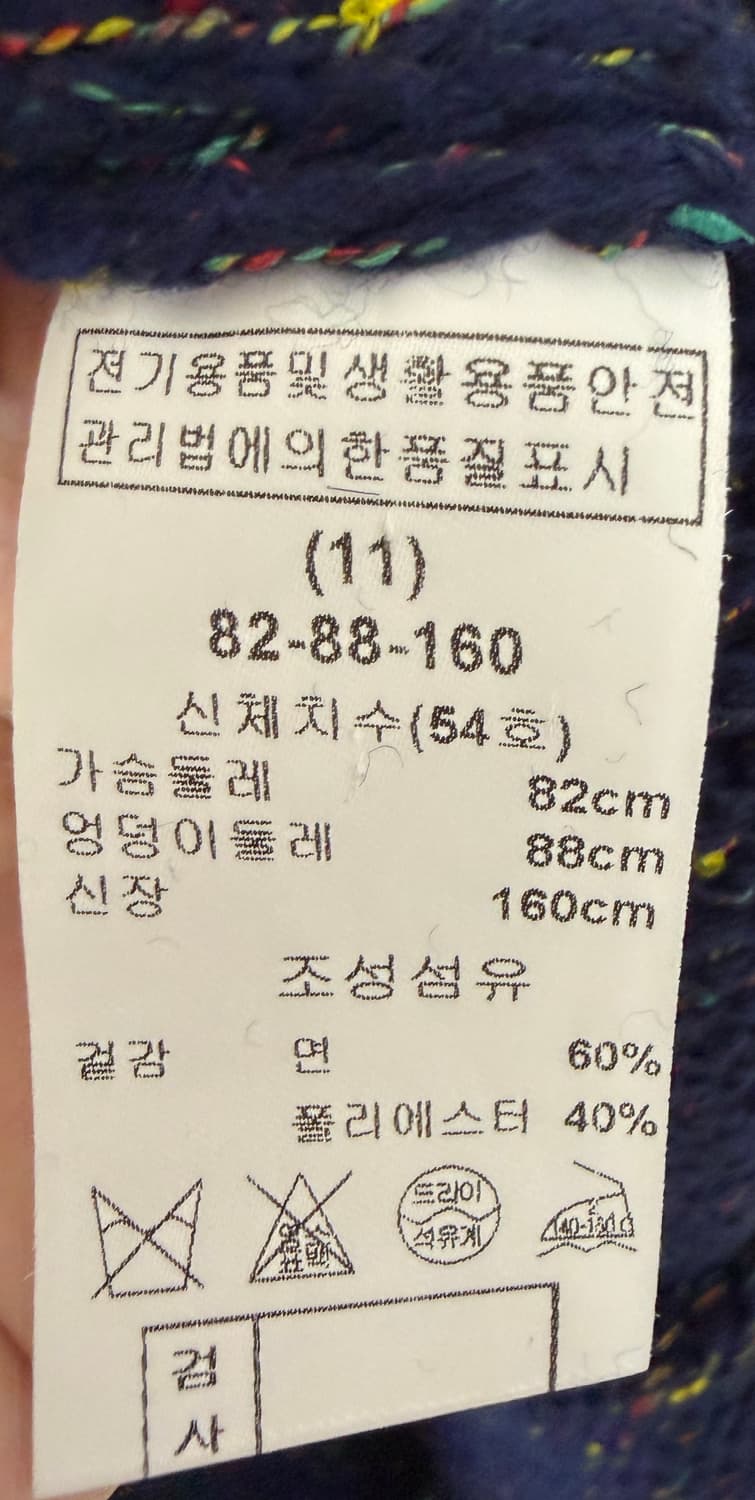 전기용품및생활용품안전
관리법에의한품질표시
(11)
82-88-160
신체치수(54호)
가슴둘레 82cm
엉덩이둘레 88cm
신장 160cm
조성섬유
겉감 면 60%
폴리에스터 40%
드라이
석유계
검
사